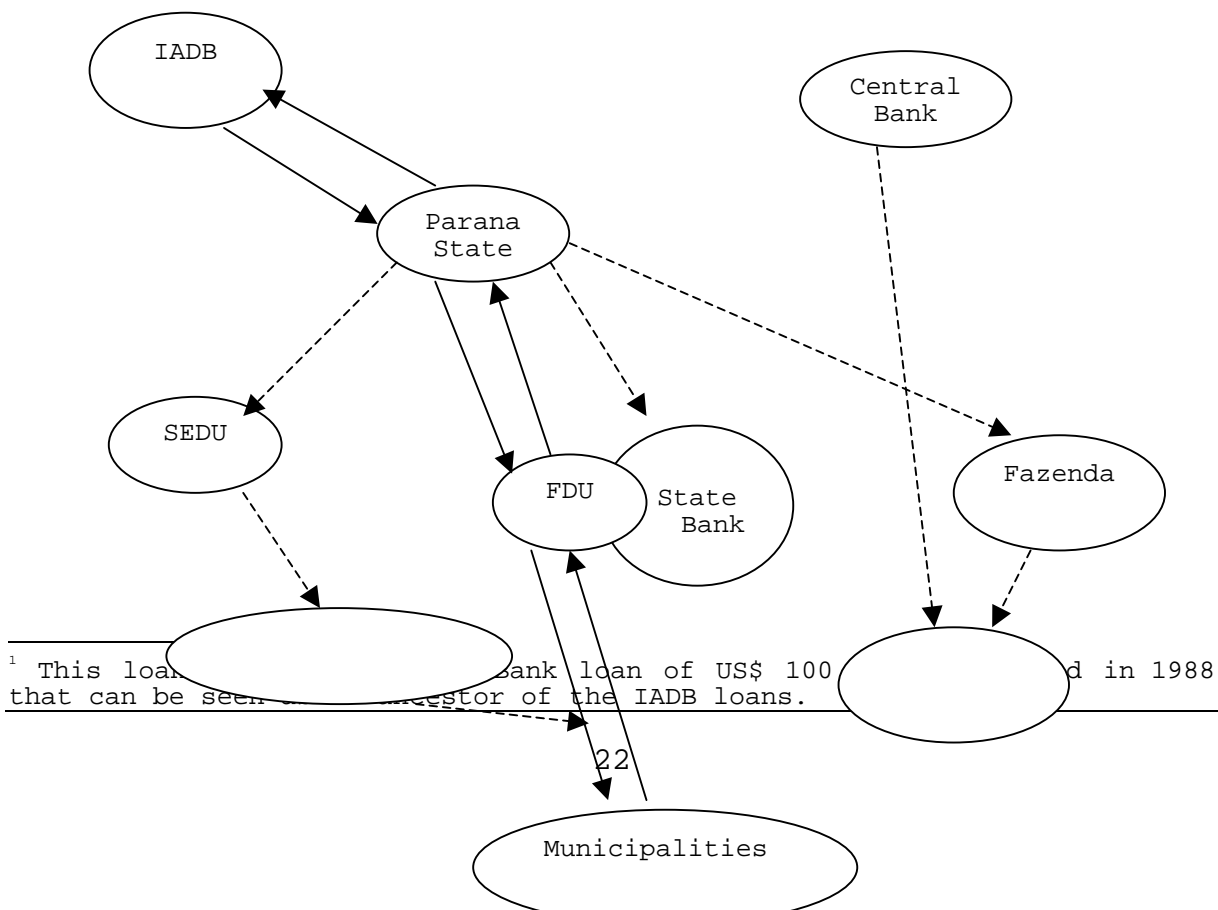 IADB
Central
Bank
Parana
State
SEDU
FDU
State
Bank
Fazenda
1 This loan Bank loan of US$ 100 in 1988
that can be seen of the IADB loans.
22
Municipalities